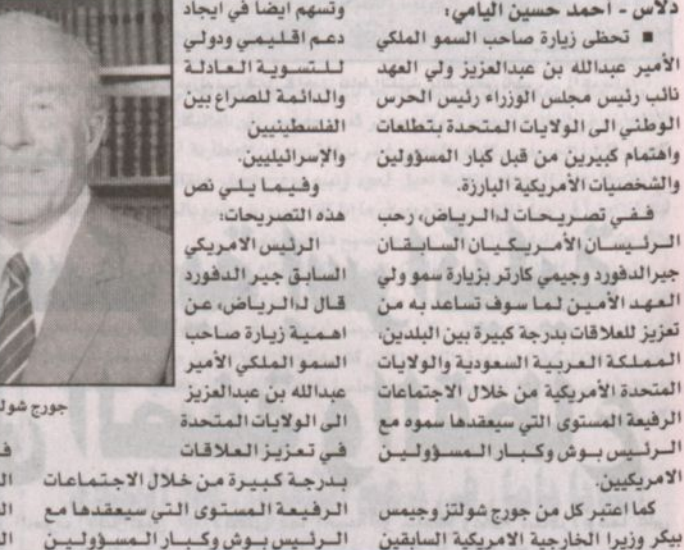 دلاس - أحمد حسين اليامي:
■ تحظى زيارة صاحب السمو الملكي
الأمير عبدالله بن عبدالعزيز ولي العهد
نائب رئيس مجلس الوزراء رئيس الحرس
الوطني الى الولايات المتحدة بتطلعات
واهتمام كبيرين من قبل كبار المسؤولين
والشخصيات الأمريكية البارزة.
ففي تصريحات لـ«الرياض» رحب
الرئيسان الأمريكيان السابقان
جيرالدفورد وجيمي كارتر بزيارة سمو ولي
العهد الأمين لما سوف تساعد به من
تعزيز للعلاقات بدرجة كبيرة بين البلدين،
المملكة العربية السعودية والولايات
المتحدة الأمريكية من خلال الاجتماعات
الرفيعة المستوى التي سيعقدها سموه مع
الرئيس بوش وكبار المسؤولين
الامريكيين.
كما اعتبر كل من جورج شولتز وجيمس
بيكر وزيرا الخارجية الامريكية السابقين
وتسهم ايضا في ايجاد
دعم اقليمي ودولي
للتسوية العادلة
والدائمة للصراع بين
الفلسطينيين
والإسرائيليين.
وفيما يلي نص
هذه التصريحات:
الرئيس الامريكي
السابق جير الدفورد
قال لـ«الرياض» عن
اهمية زيارة صاحب
السمو الملكي الأمير
عبدالله بن عبدالعزيز
الى الولايات المتحدة
في تعزيز العلاقات
بدرجة كبيرة من خلال الاجتماعات
الرفيعة المستوى التي سيعقدها مع
الرئيس بوش وكبار المسؤولين
جورج شول